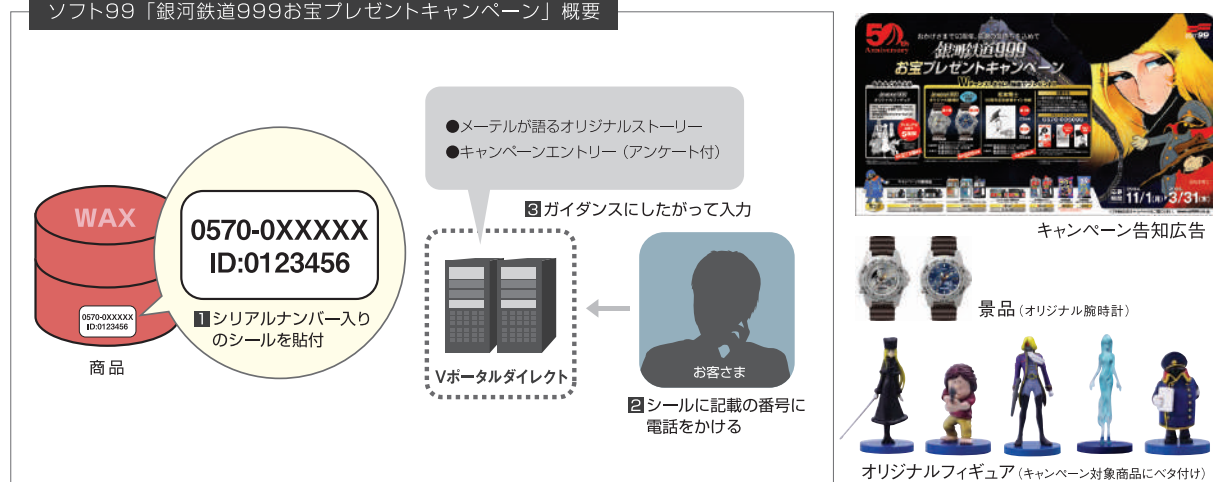 ソフト99「銀河鉄道999お宝プレゼントキャンペーン」概要
●メーテルが語るオリジナルストーリー
●キャンペーンエントリー（アンケート付）
3 ガイダンスにしたがって入力
WAX
0570-0XXXXX
ID:0123456
0570-0XXXXX
ID:0123456
1 シリアルナンバー入り
のシールを貼付
商品
Vポータルダイレクト
お客さま
2 シールに記載の番号に
電話をかける
50th
Anniversary
銀河鉄道999
お宝プレゼントキャンペーン
11/1(月)
3/31(水)
キャンペーン告知広告
景品（オリジナル腕時計）
オリジナルフィギュア（キャンペーン対象商品にベタ付け）